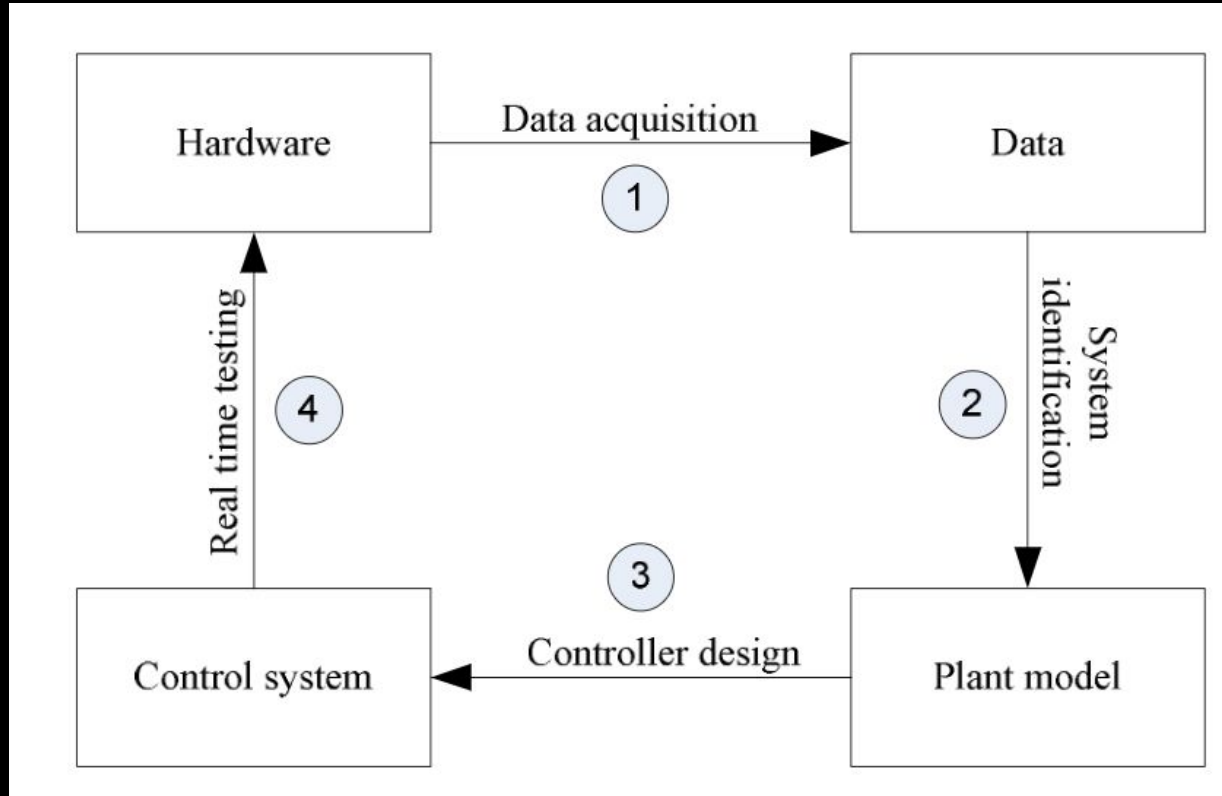 Hardware
Data acquisition
1
Data
System
identification
2
Plant model
3
Controller design
Control system
Real time testing
4